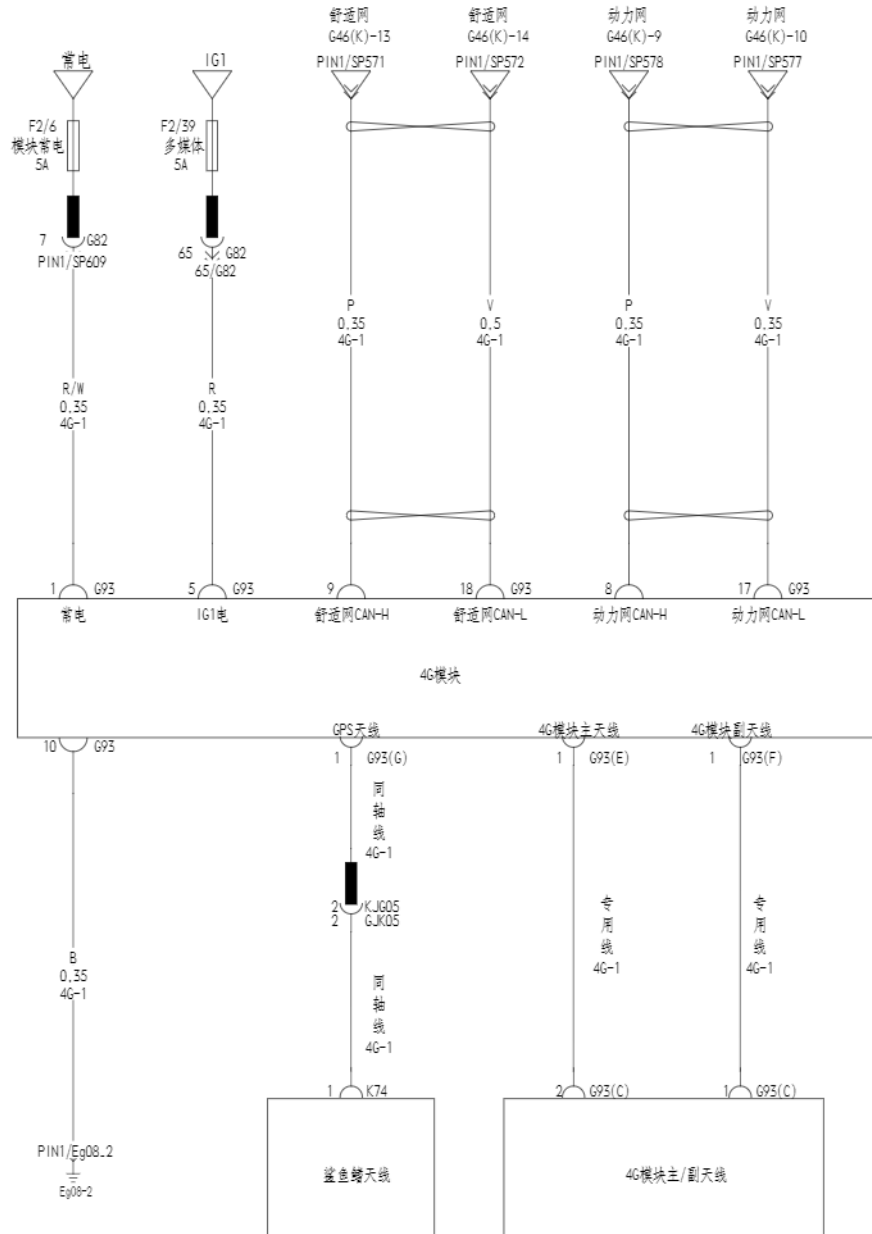 舒适网
G46(K)-13
PIN1/SP571
舒适网
G46(K)-14
PIN1/SP572
动力网
G46(K)-9
PIN1/SP578
动力网
G46(K)-10
PIN1/SP577
常电
IG1
F2/6
模块常电
5A
F2/39
多媒体
5A
7 G82
PIN1/SP609
65 G82
65/G82
R/W
0.35
4G-1
R
0.35
4G-1
P
0.35
4G-1
V
0.5
4G-1
P
0.35
4G-1
V
0.35
4G-1
1 G93
5 G93
9
18 G93
8
17 G93
常电
IG1电
舒适网CAN-H
舒适网CAN-L
动力网CAN-H
动力网CAN-L
4G模块
10 G93
GPS天线
1 G93(G)
4G模块主天线
1 G93(E)
4G模块副天线
1 G93(F)
同
轴
线
4G-1
2 KJG05
2 GJK05
同
轴
线
4G-1
专
用
线
4G-1
专
用
线
4G-1
B
0.35
4G-1
1 K74
2 G93(C)
1 G93(C)
PIN1/Eg08_2
Eg08-2
鲨鱼鳍天线
4G模块主/副天线